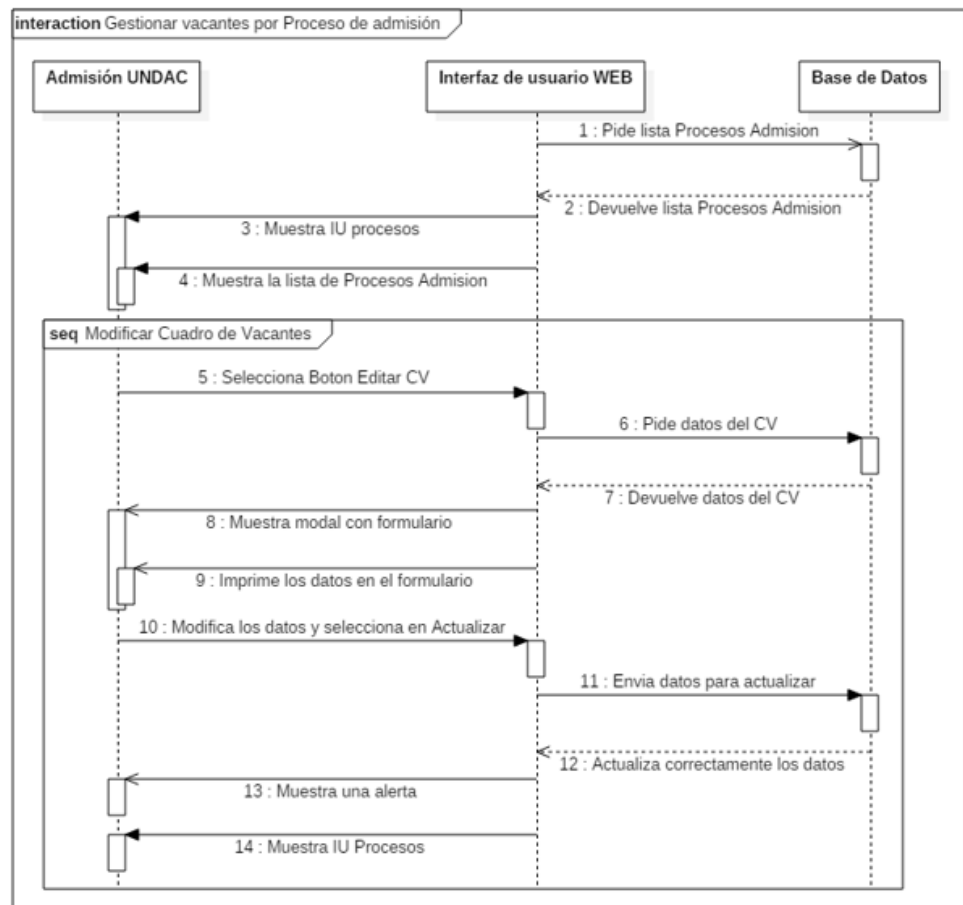 interaction Gestionar vacantes por Proceso de admisión
Admisión UNDAC
Interfaz de usuario WEB
Base de Datos
1 : Pide lista Procesos Admision
2 : Devuelve lista Procesos Admision
3 : Muestra IU procesos
4 : Muestra la lista de Procesos Admision
seq Modificar Cuadro de Vacantes
5 : Selecciona Boton Editar CV
6 : Pide datos del CV
7 : Devuelve datos del CV
8 : Muestra modal con formulario
9 : Imprime los datos en el formulario
10 : Modifica los datos y selecciona en Actualizar
11 : Envia datos para actualizar
12 : Actualiza correctamente los datos
13 : Muestra una alerta
14 : Muestra IU Procesos